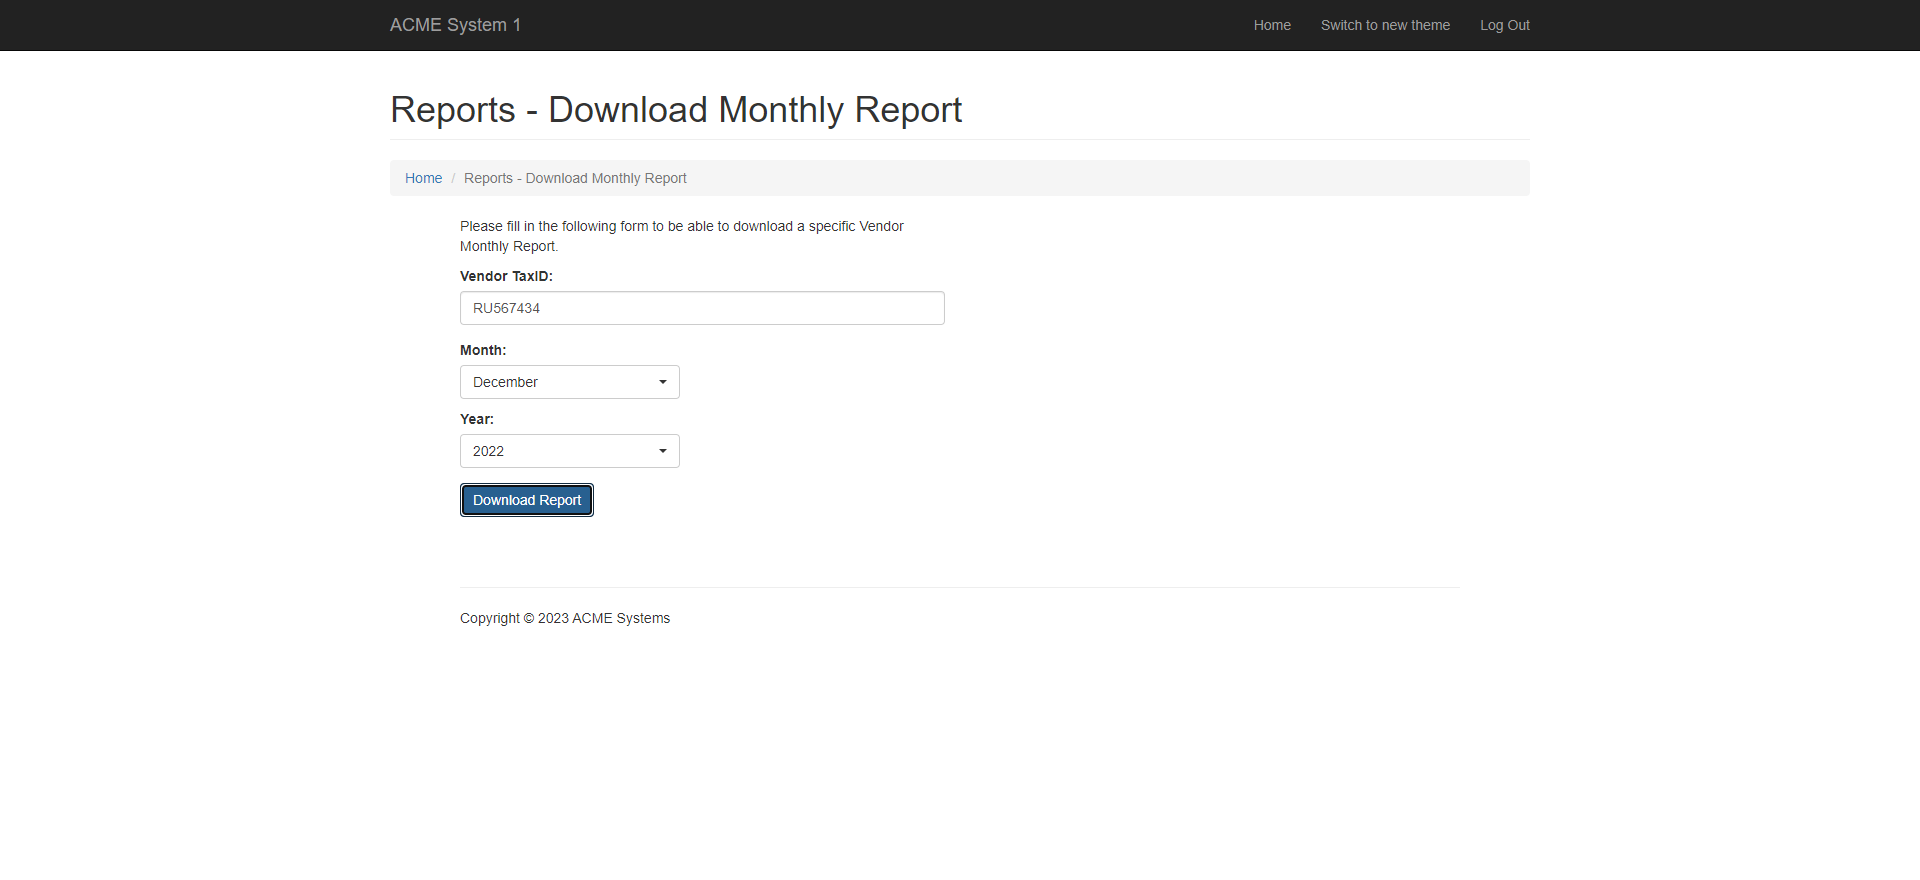 ACME System 1
Home
Switch to new theme
Log Out
Reports - Download Monthly Report
Home / Reports - Download Monthly Report
Please fill in the following form to be able to download a specific Vendor
Monthly Report.
Vendor TaxID:
RU567434
Month:
December
Year:
2022
Download Report
Copyright © 2023 ACME Systems